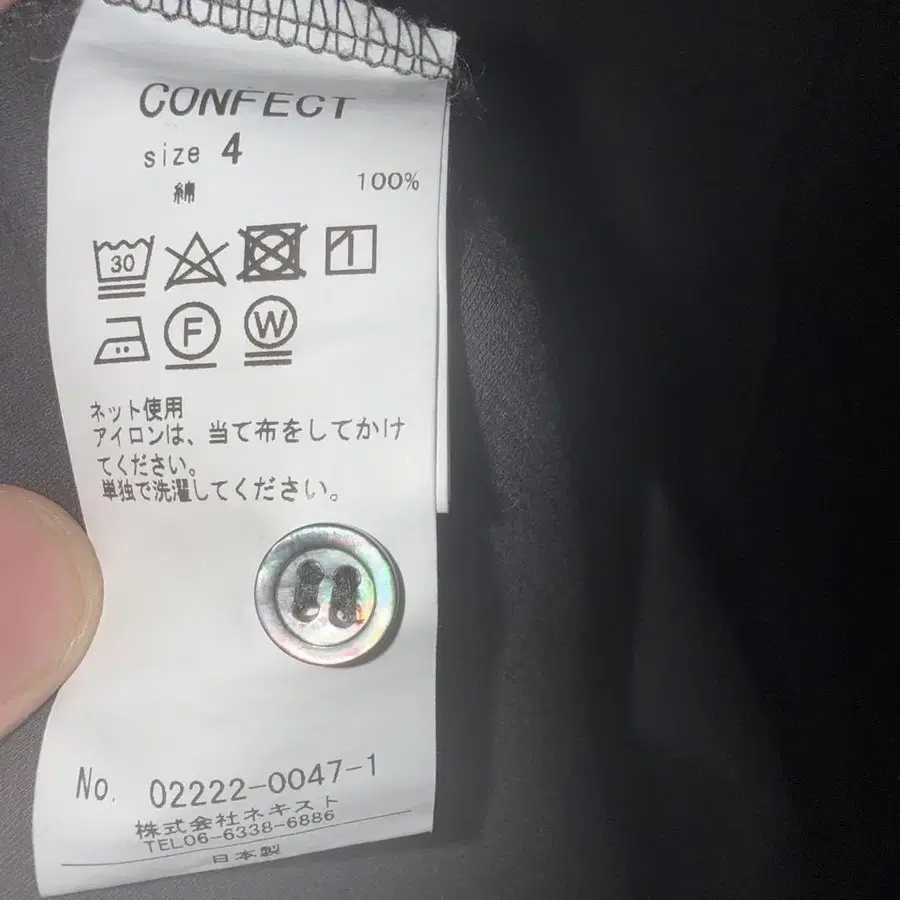 CONFECT
size 4
綿 100%
30
F W
ネット使用
アイロンは、当て布をしてかけ
てください。
単独で洗濯してください。
No. 02222-0047-1
株式会社ネキスト
TEL06-6338-6886
日本製